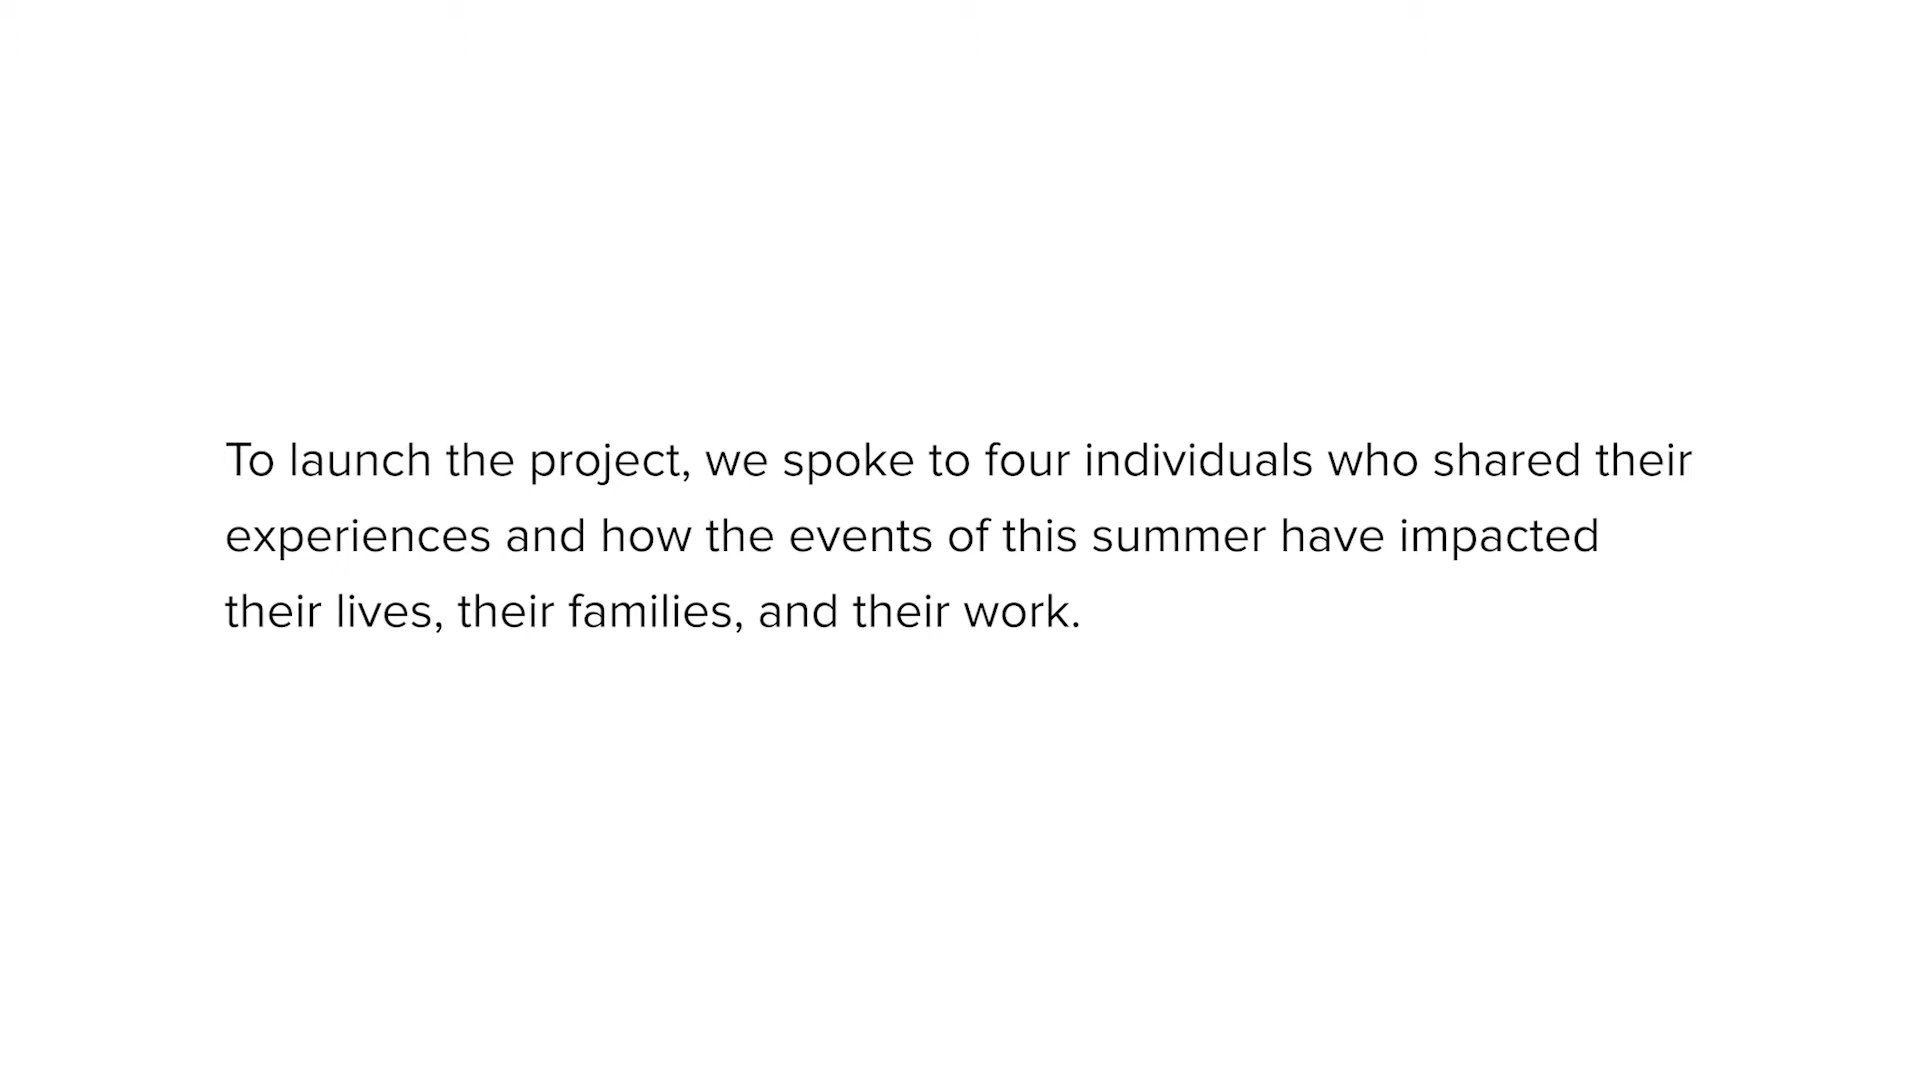 To launch the project, we spoke to four individuals who shared their
experiences and how the events of this summer have impacted
their lives, their families, and their work.